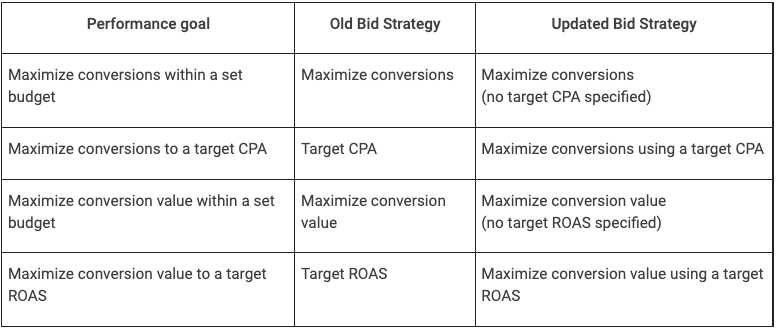 Performance goal
Old Bid Strategy
Updated Bid Strategy
Maximize conversions within a set
budget
Maximize conversions
Maximize conversions
(no target CPA specified)
Maximize conversions to a target CPA
Target CPA
Maximize conversions using a target CPA
Maximize conversion value within a set
budget
Maximize conversion
value
Maximize conversion value
(no target ROAS specified)
Maximize conversion value to a target
ROAS
Target ROAS
Maximize conversion value using a target
ROAS